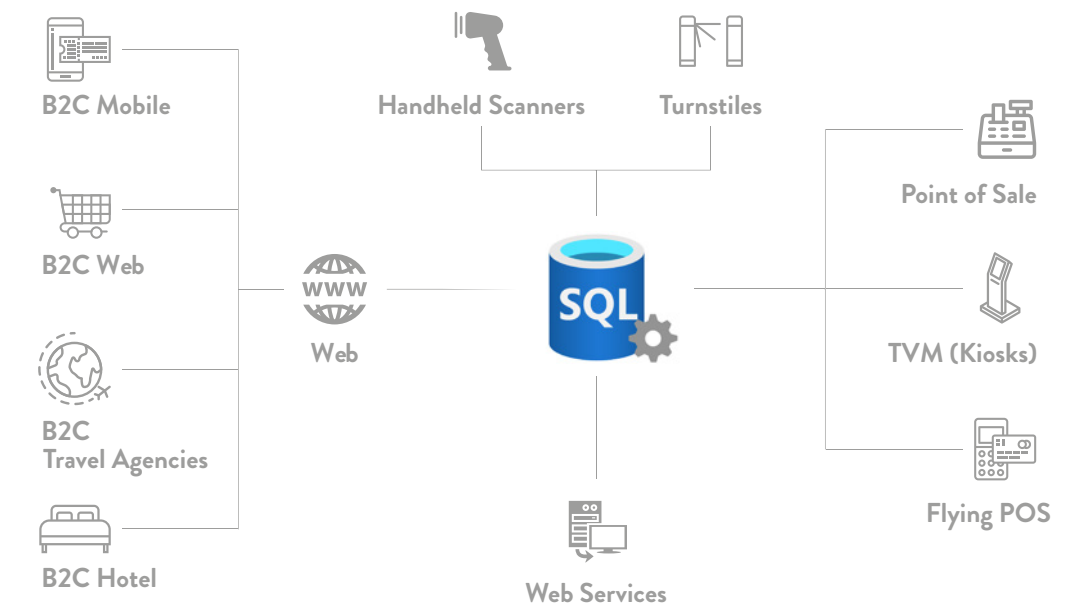 B2C Mobile
Handheld Scanners
Turnstiles
Point of Sale
B2C Web
www
Web
SQL
TVM (Kiosks)
B2C
Travel Agencies
Flying POS
B2C Hotel
Web Services